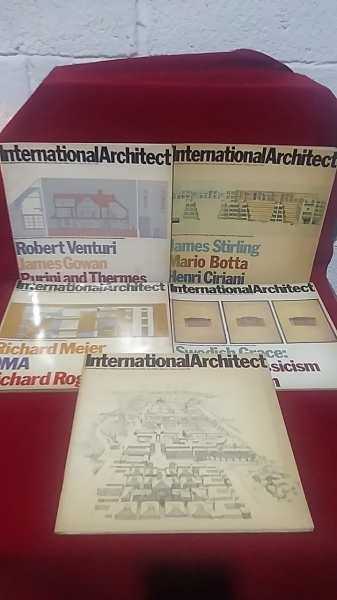 InternationalArchitect
Robert Venturi
James Gowan
Purini and Thermes
InternationalArchitect
James Stirling
Mario Botta
Henri Ciriani
InternationalArchitect
Richard Meier
OMA
Richard Rog
InternationalArchitect
Swedish Grace:
sicism
InternationalArchitect